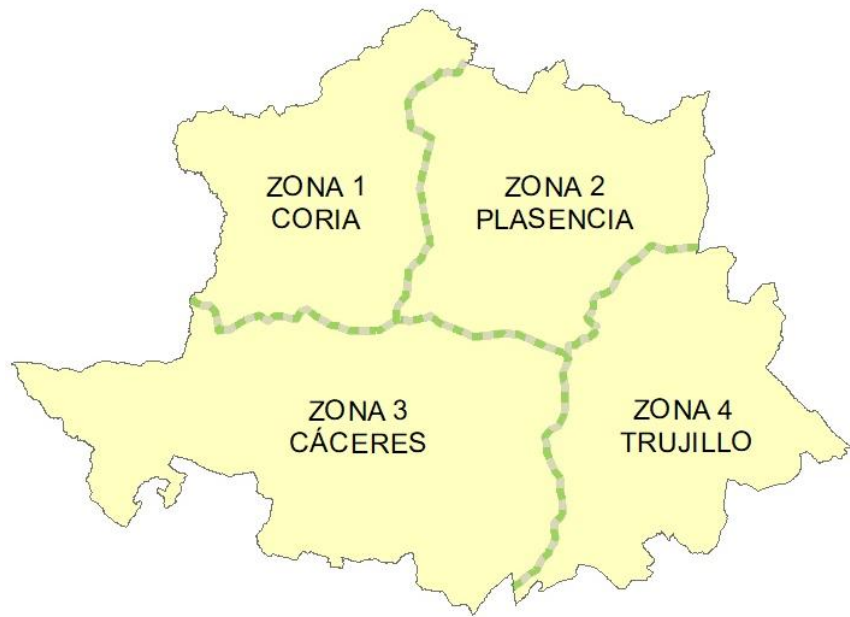 ZONA 1
CORIA
ZONA 2
PLASENCIA
ZONA 3
CÁCERES
ZONA 4
TRUJILLO